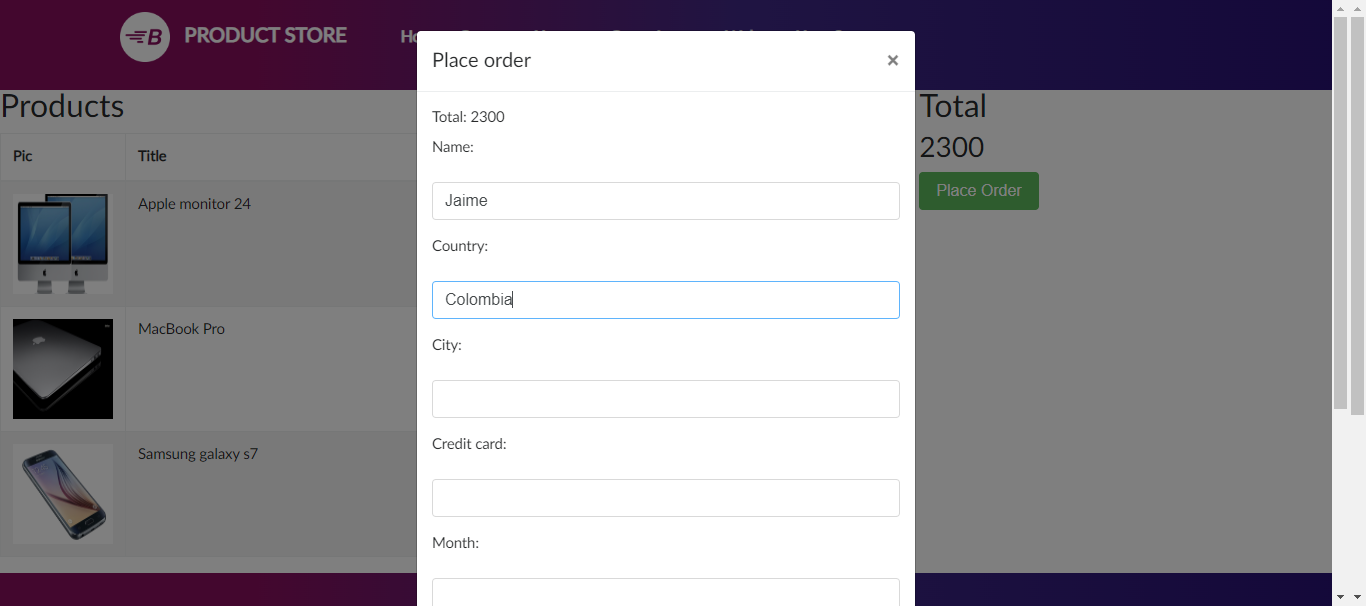 B PRODUCT STORE
Place order ×
Products
Total
Total: 2300
Name:
2300
Pic Title
Place Order
Jaime
Apple monitor 24
Country:
Colombia
MacBook Pro
City:
Credit card:
Samsung galaxy s7
Month: